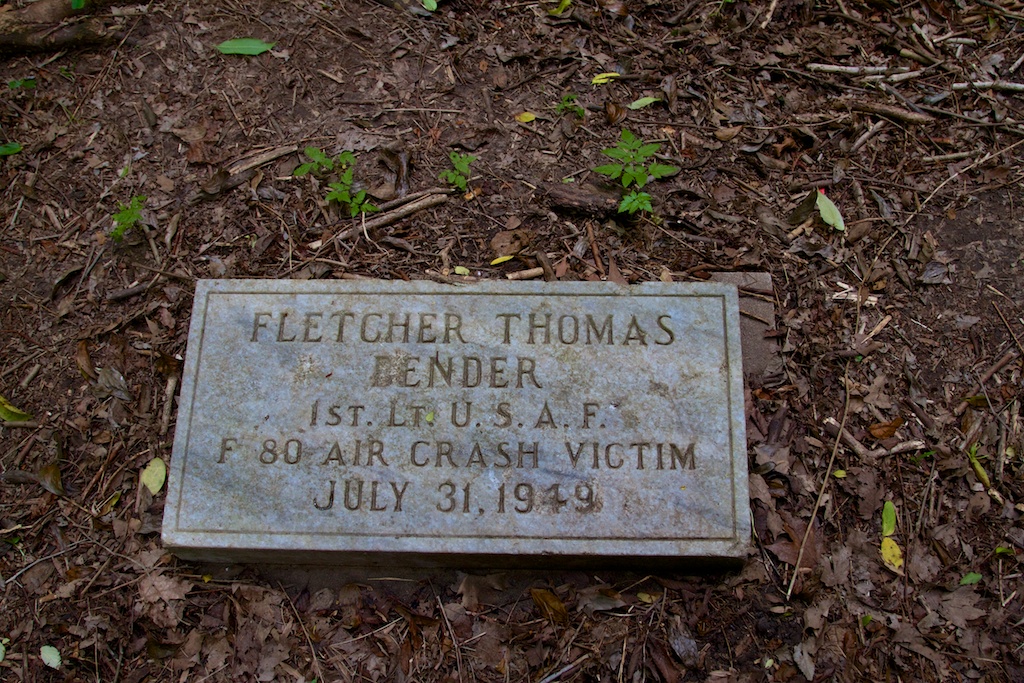 FLETCHER THOMAS
BENDER
1ST. LT. U.S.A.F.
F 80 AIR CRASH VICTIM
JULY 31, 1949